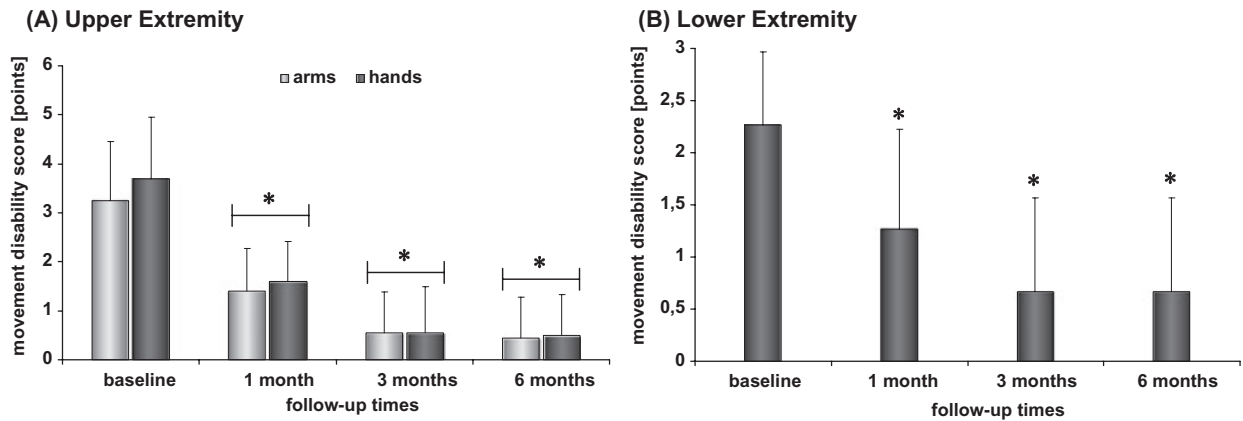 (A) Upper Extremity
movement disability score [points]
6
5
4
3
2
1
0
arms hands
*
*
*
baseline 1 month 3 months 6 months
follow-up times
(B) Lower Extremity
movement disability score [points]
3
2,5
2
1,5
1
0,5
0
*
*
*
baseline 1 month 3 months 6 months
follow-up times